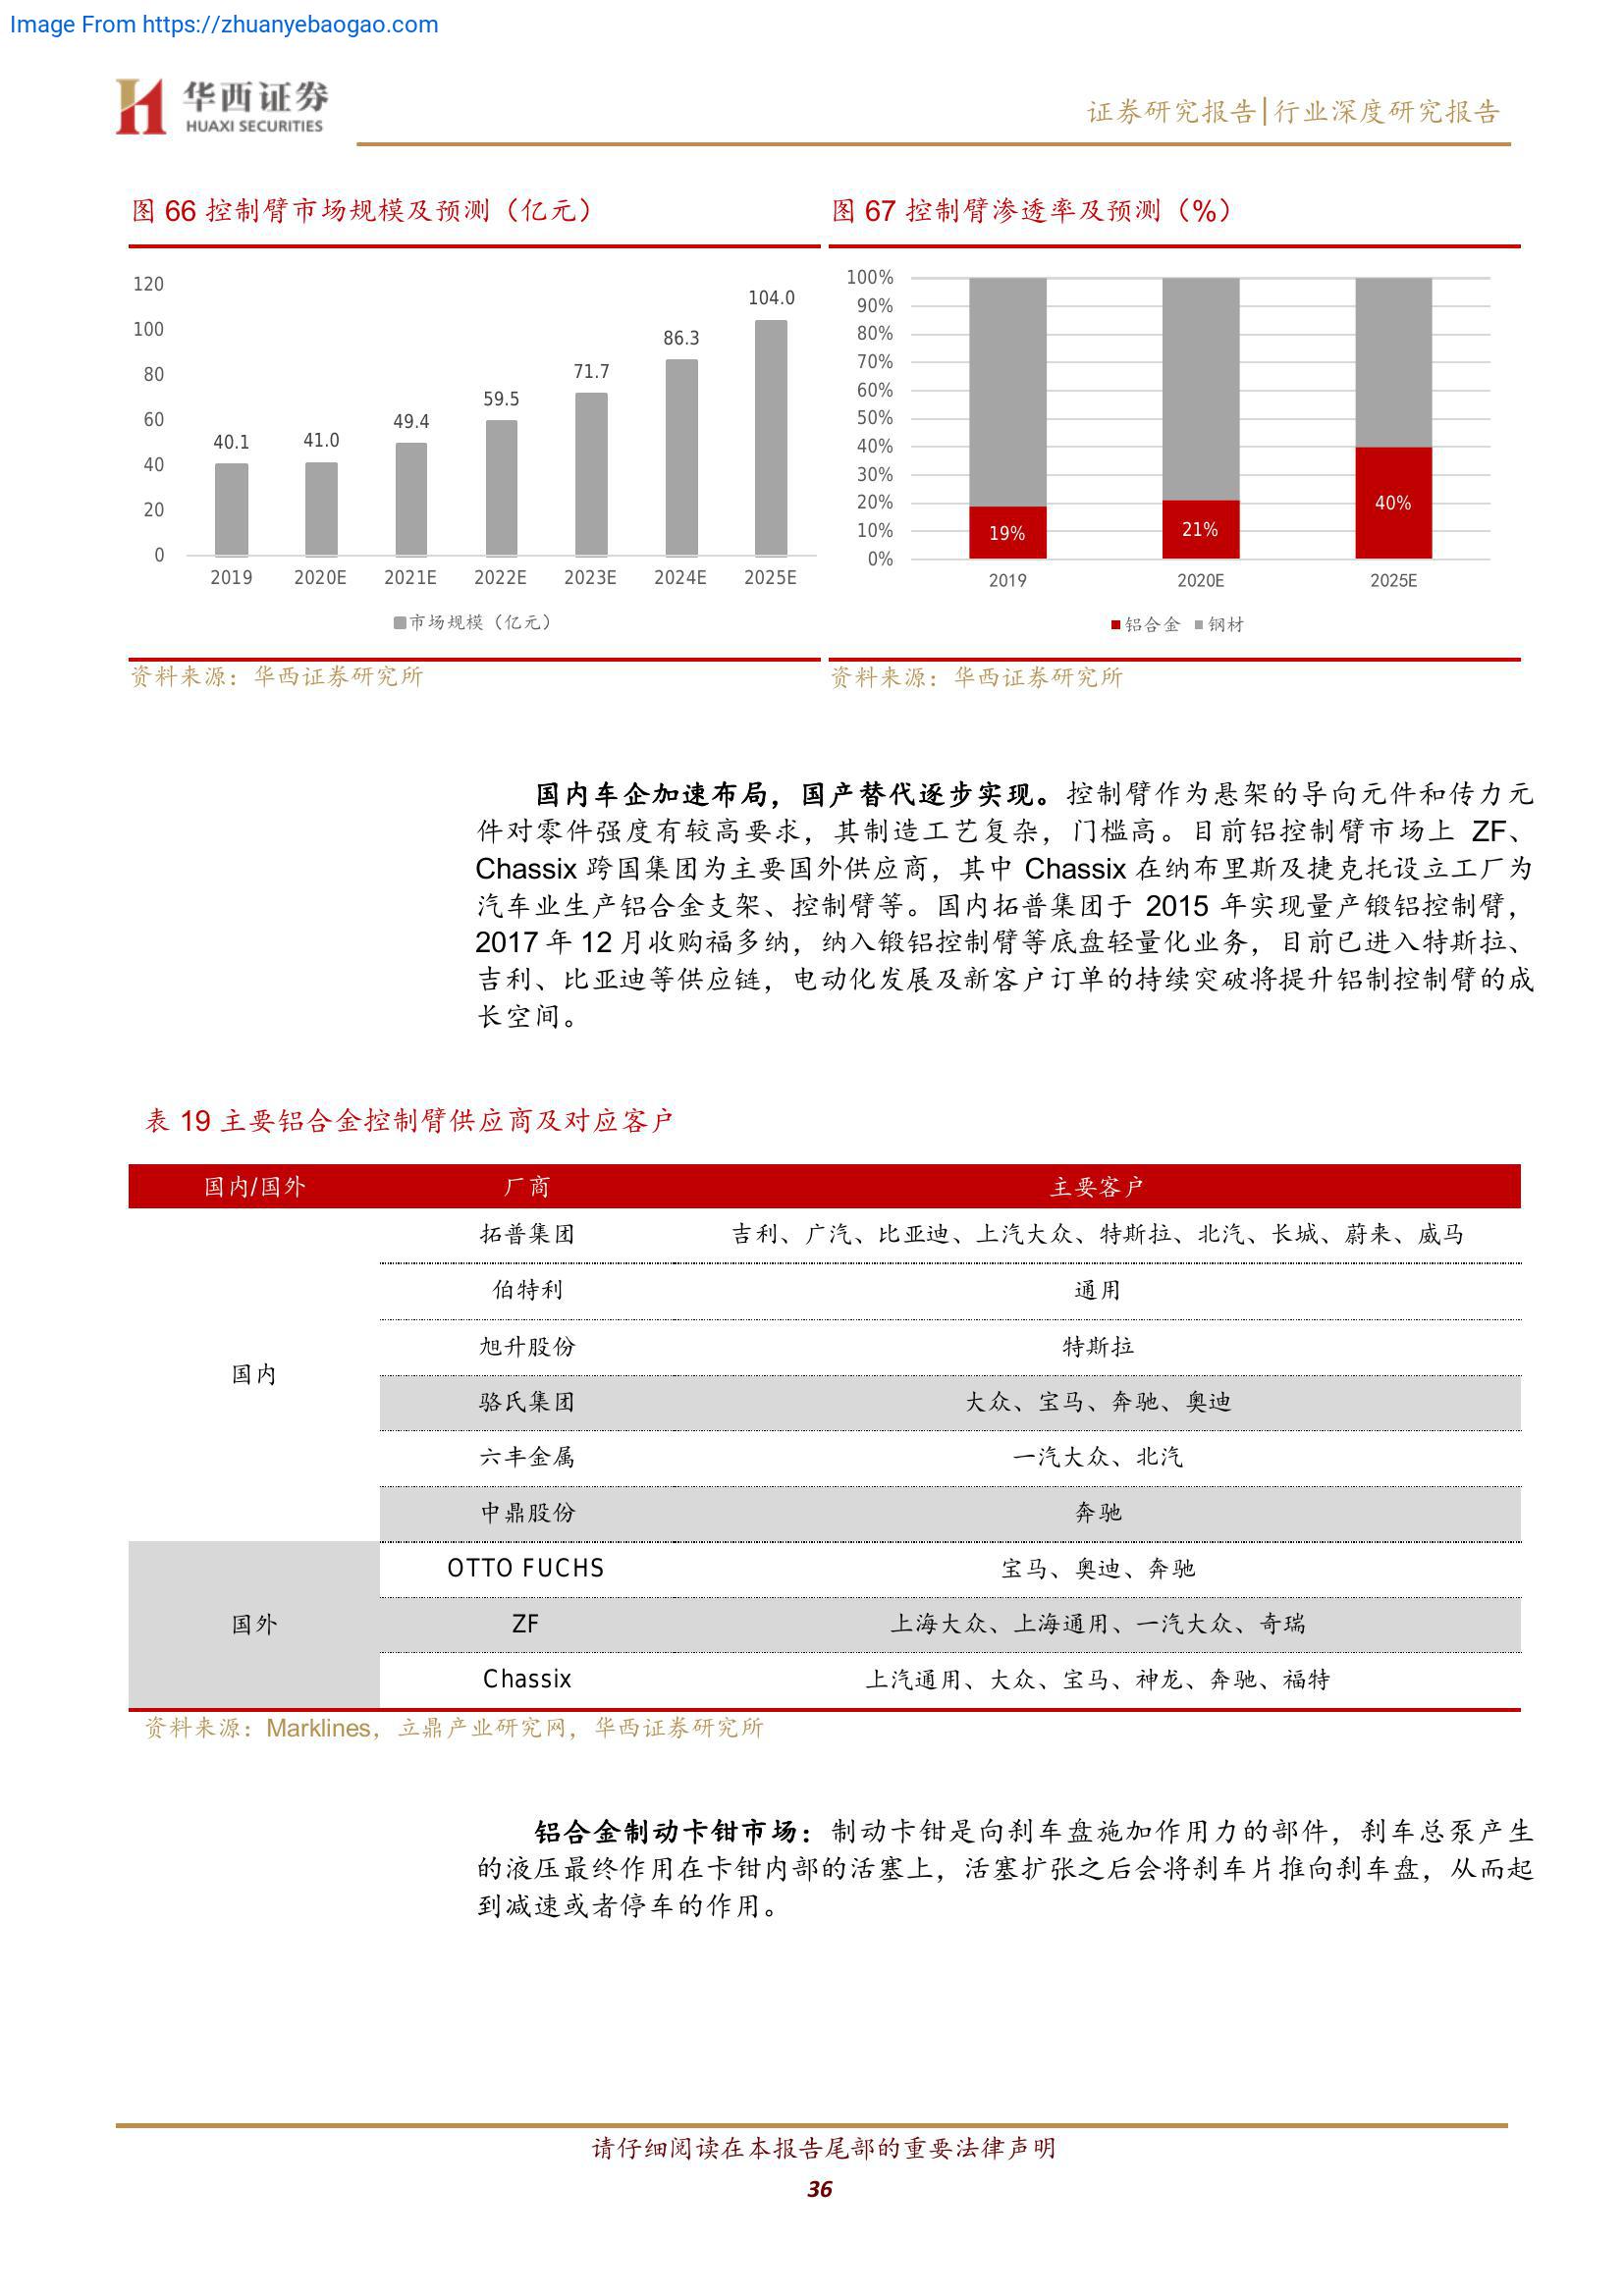 Image From https://zhuanyebaogao.com
华西证券
HUAXI SECURITIES
证券研究报告|行业深度研究报告
图 66 控制臂市场规模及预测（亿元）
120
100
80
60
40
20
0
40.1
41.0
49.4
59.5
71.7
86.3
104.0
2019 2020E 2021E 2022E 2023E 2024E 2025E
市场规模（亿元）
资料来源：华西证券研究所
图 67 控制臂渗透率及预测（%）
100%
90%
80%
70%
60%
50%
40%
30%
20%
10%
0%
19%
21%
40%
2019 2020E 2025E
铝合金 钢材
资料来源：华西证券研究所
国内车企加速布局，国产替代逐步实现。控制臂作为悬架的导向元件和传力元
件对零件强度有较高要求，其制造工艺复杂，门槛高。目前铝控制臂市场上 ZF、
Chassix 跨国集团为主要国外供应商，其中 Chassix 在纳布里斯及捷克托设立工厂为
汽车业生产铝合金支架、控制臂等。国内拓普集团于 2015 年实现量产锻铝控制臂，
2017 年 12 月收购福多纳，纳入锻铝控制臂等底盘轻量化业务，目前已进入特斯拉、
吉利、比亚迪等供应链，电动化发展及新客户订单的持续突破将提升铝制控制臂的成
长空间。
表 19 主要铝合金控制臂供应商及对应客户
国内/国外 厂商 主要客户
国内
拓普集团 吉利、广汽、比亚迪、上汽大众、特斯拉、北汽、长城、蔚来、威马
伯特利 通用
旭升股份 特斯拉
骆氏集团 大众、宝马、奔驰、奥迪
六丰金属 一汽大众、北汽
中鼎股份 奔驰
国外
OTTO FUCHS 宝马、奥迪、奔驰
ZF 上海大众、上海通用、一汽大众、奇瑞
Chassix 上汽通用、大众、宝马、神龙、奔驰、福特
资料来源：Marklines，立鼎产业研究网，华西证券研究所
铝合金制动卡钳市场：制动卡钳是向刹车盘施加作用力的部件，刹车总泵产生
的液压最终作用在卡钳内部的活塞上，活塞扩张之后会将刹车片推向刹车盘，从而起
到减速或者停车的作用。
请仔细阅读在本报告尾部的重要法律声明
36